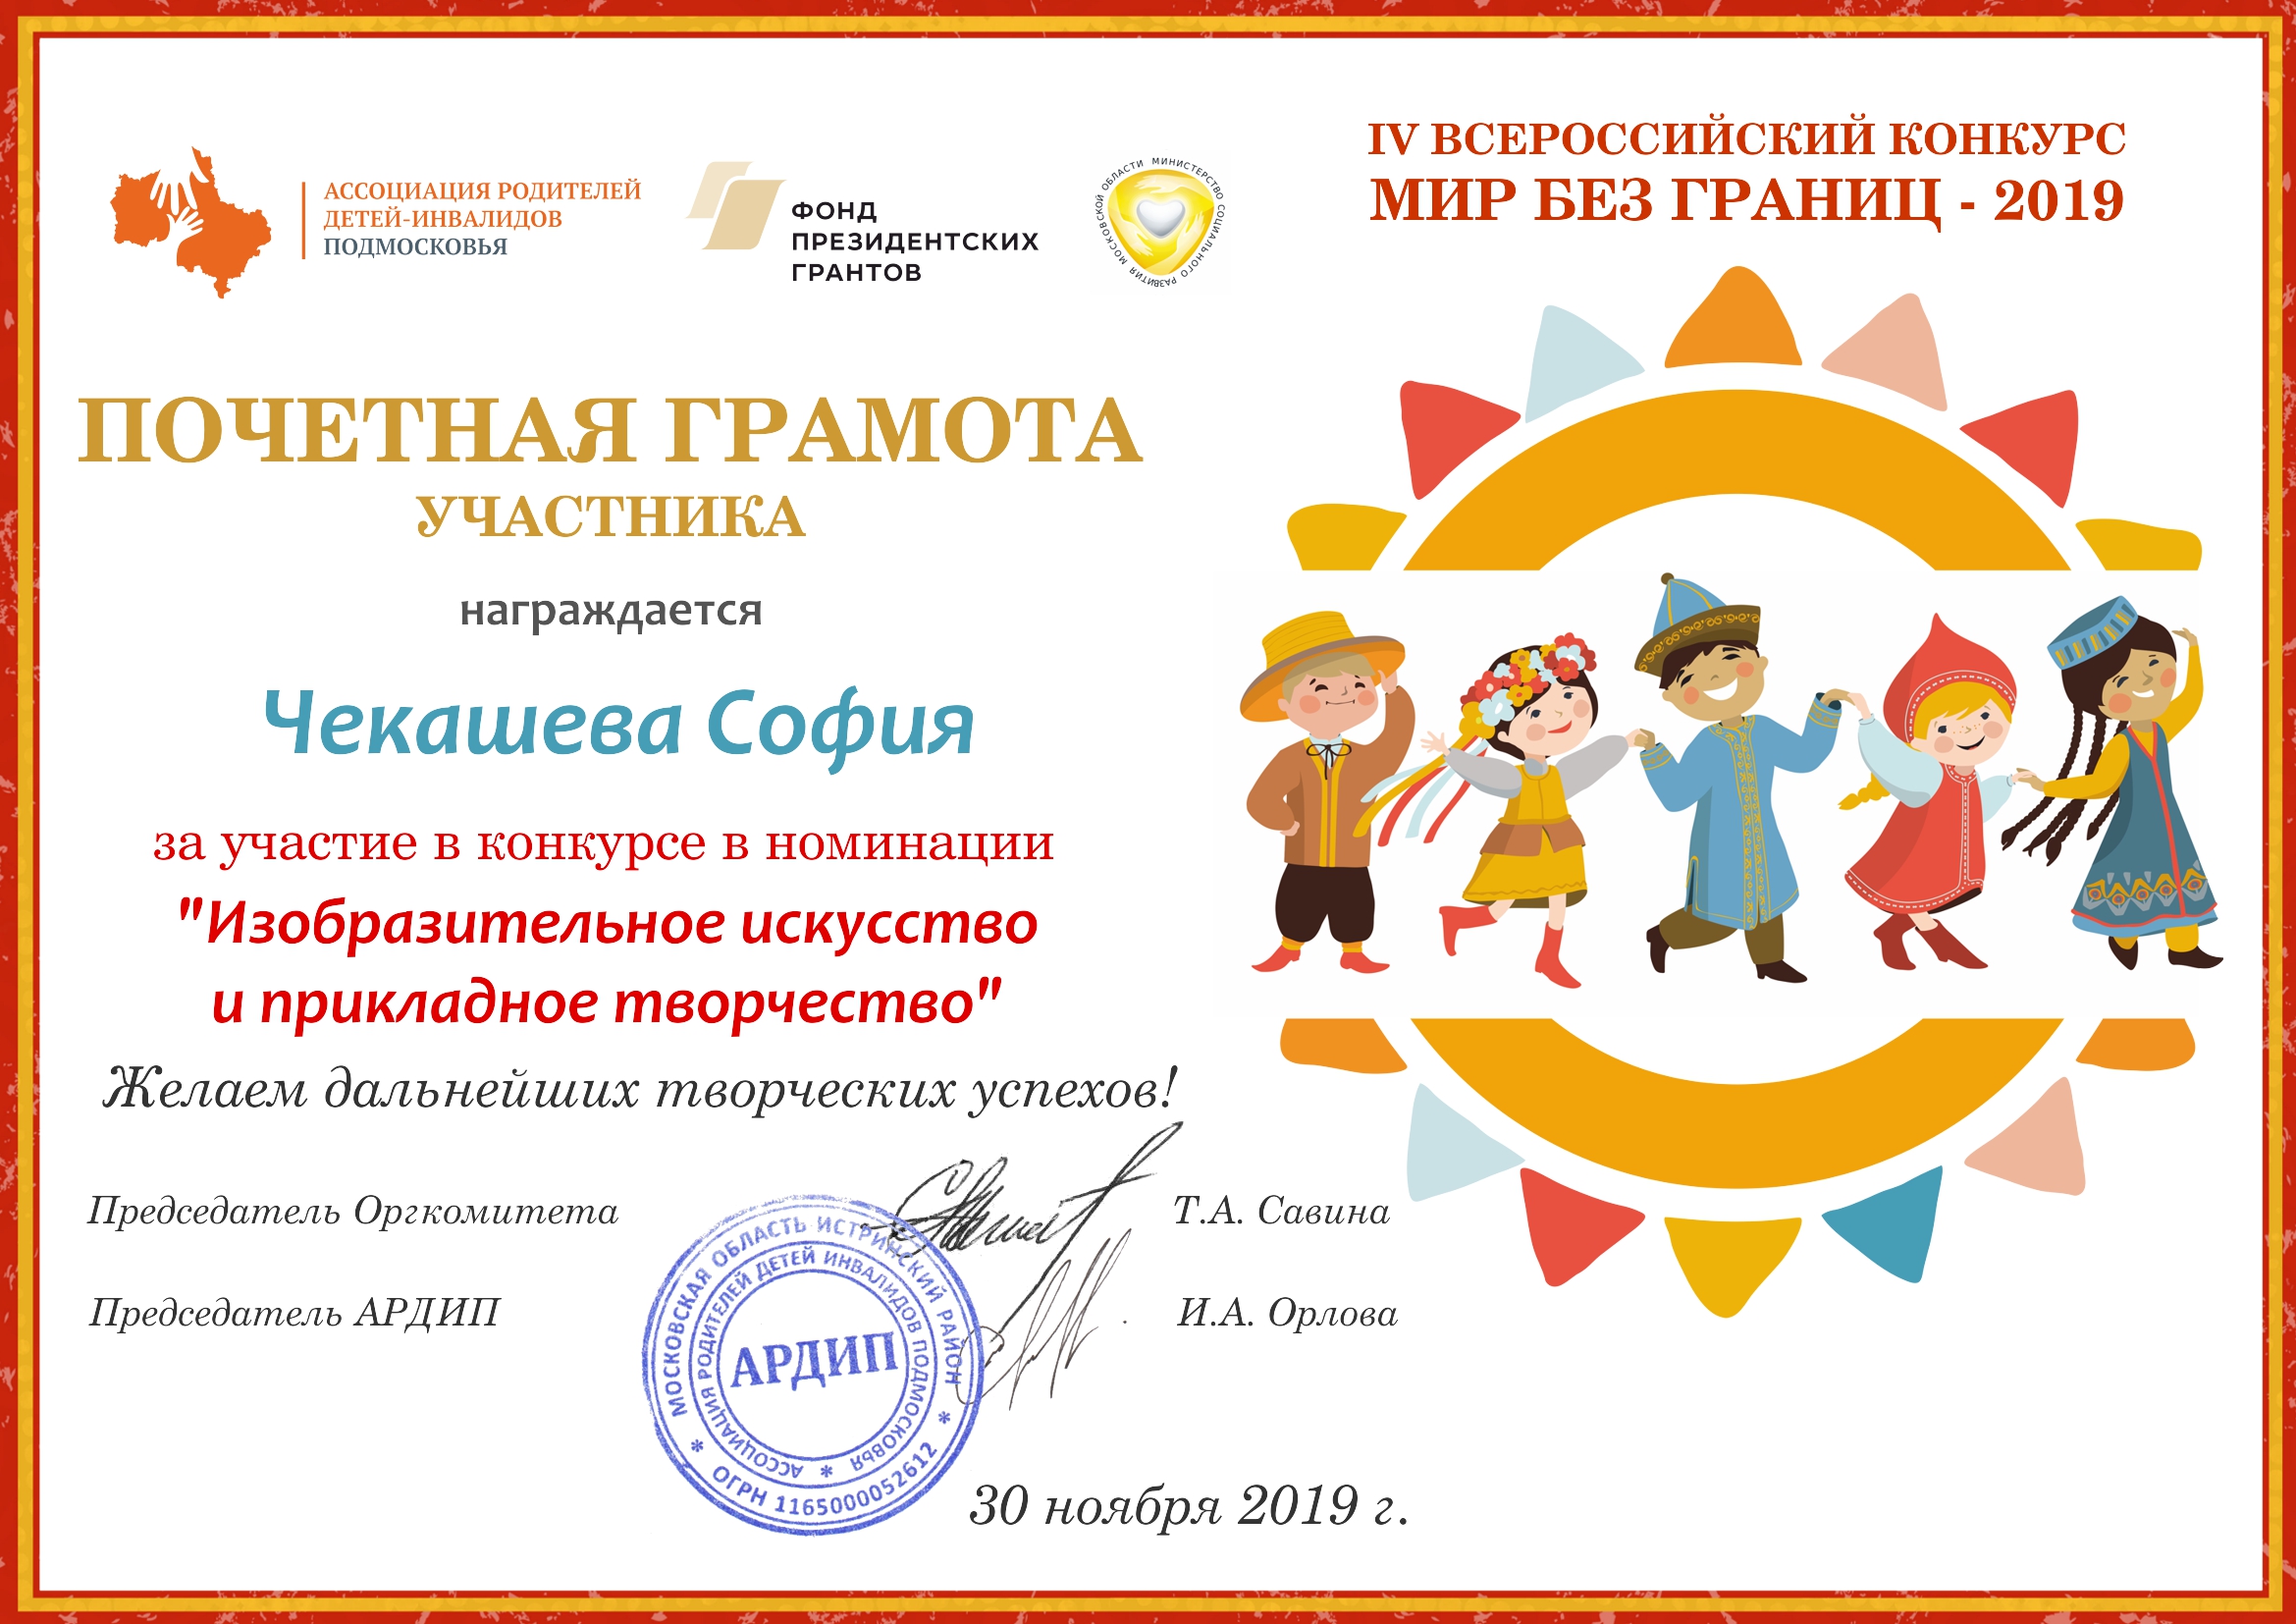 АССОЦИАЦИЯ РОДИТЕЛЕЙ
ДЕТЕЙ-ИНВАЛИДОВ
ПОДМОСКОВЬЯ
ФОНД
ПРЕЗИДЕНТСКИХ
ГРАНТОВ
МИНИСТЕРСТВО СОЦИАЛЬНОГО РАЗВИТИЯ МОСКОВСКОЙ ОБЛАСТИ
IV ВСЕРОССИЙСКИЙ КОНКУРС
МИР БЕЗ ГРАНИЦ - 2019
ПОЧЕТНАЯ ГРАМОТА
УЧАСТНИКА
награждается
Чекашева София
за участие в конкурсе в номинации
"Изобразительное искусство
и прикладное творчество"
Желаем дальнейших творческих успехов!
Председатель Оргкомитета Т.А. Савина
Председатель АРДИП И.А. Орлова
МОСКОВСКАЯ ОБЛАСТЬ ИСТРИНСКИЙ РАЙОН
* ОГРН 1165000052612 *
АССОЦИАЦИЯ РОДИТЕЛЕЙ ДЕТЕЙ ИНВАЛИДОВ ПОДМОСКОВЬЯ *
АРДИП
30 ноября 2019 г.